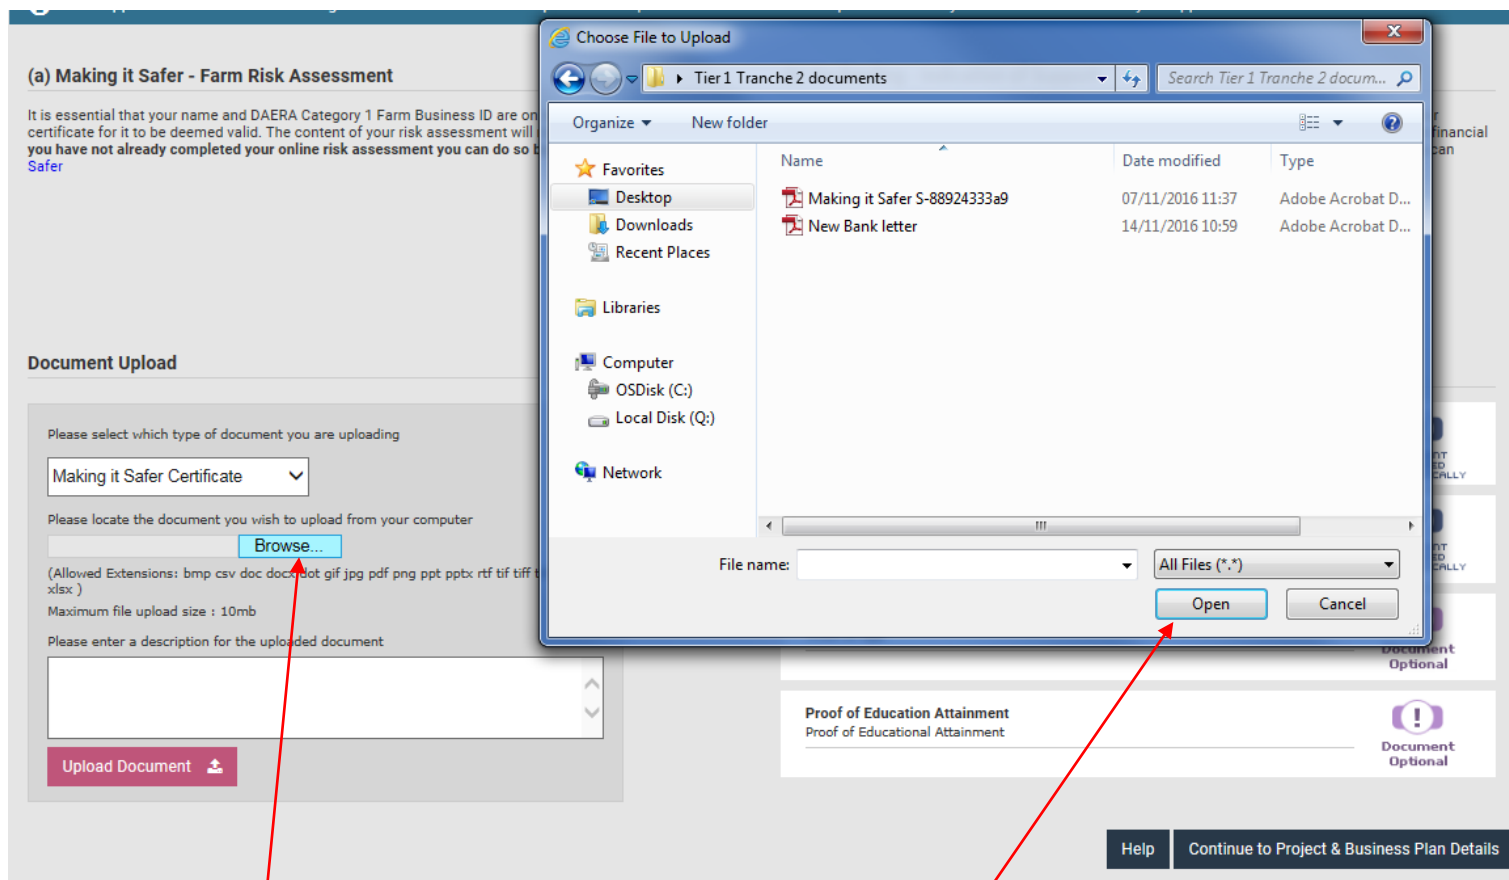 (a) Making it Safer - Farm Risk Assessment
It is essential that your name and DAERA Category 1 Farm Business ID are on
certificate for it to be deemed valid. The content of your risk assessment will
financial
you have not already completed your online risk assessment you can do so
can
Safer
Choose File to Upload
Tier 1 Tranche 2 documents
Search Tier 1 Tranche 2 docum...
Organize
New folder
Name
Date modified
Type
Favorites
Desktop
Downloads
Recent Places
Libraries
Computer
OSDisk (C:)
Local Disk (Q:)
Network
Making it Safer S-88924333a9 07/11/2016 11:37 Adobe Acrobat D...
New Bank letter 14/11/2016 10:59 Adobe Acrobat D...
File name:
All Files (*.*)
Open
Cancel
Document Upload
Please select which type of document you are uploading
Making it Safer Certificate
Please locate the document you wish to upload from your computer
Browse...
(Allowed Extensions: bmp csv doc docx dot gif jpg pdf png ppt pptx rtf tif tiff
xlsx )
Maximum file upload size : 10mb
Please enter a description for the uploaded document
Upload Document
Document
Optional
Proof of Education Attainment
Proof of Educational Attainment
Document
Optional
Help
Continue to Project & Business Plan Details